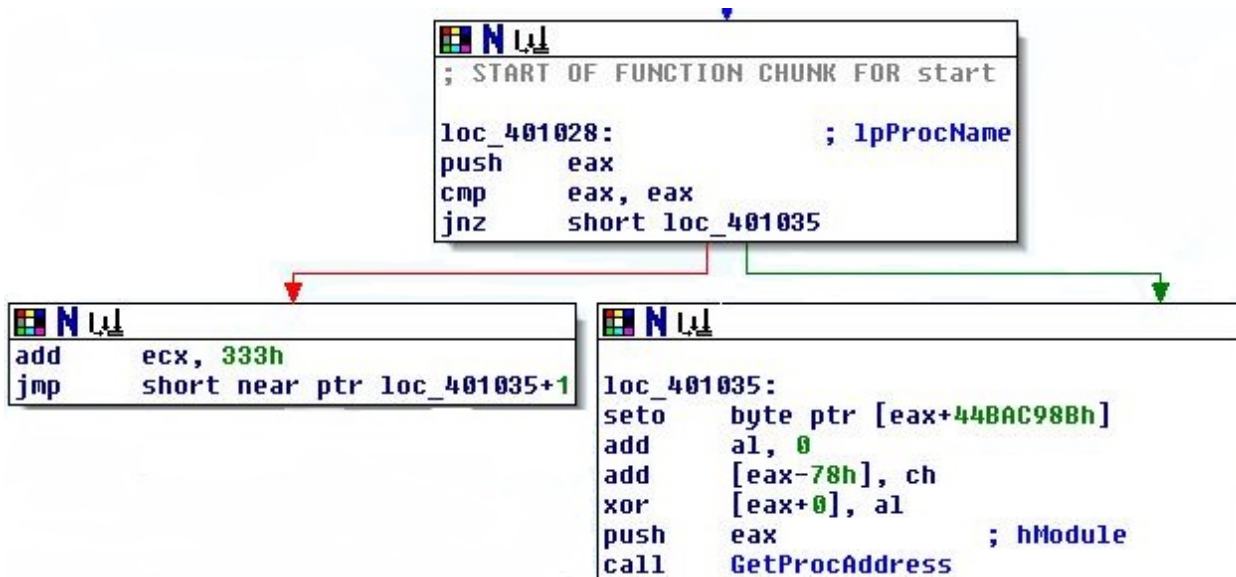 ; START OF FUNCTION CHUNK FOR start
loc_401028: ; lpProcName
push eax
cmp eax, eax
jnz short loc_401035
add ecx, 333h
jmp short near ptr loc_401035+1
loc_401035:
seto byte ptr [eax+44BAC98Bh]
add al, 0
add [eax-78h], ch
xor [eax+0], al
push eax ; hModule
call GetProcAddress